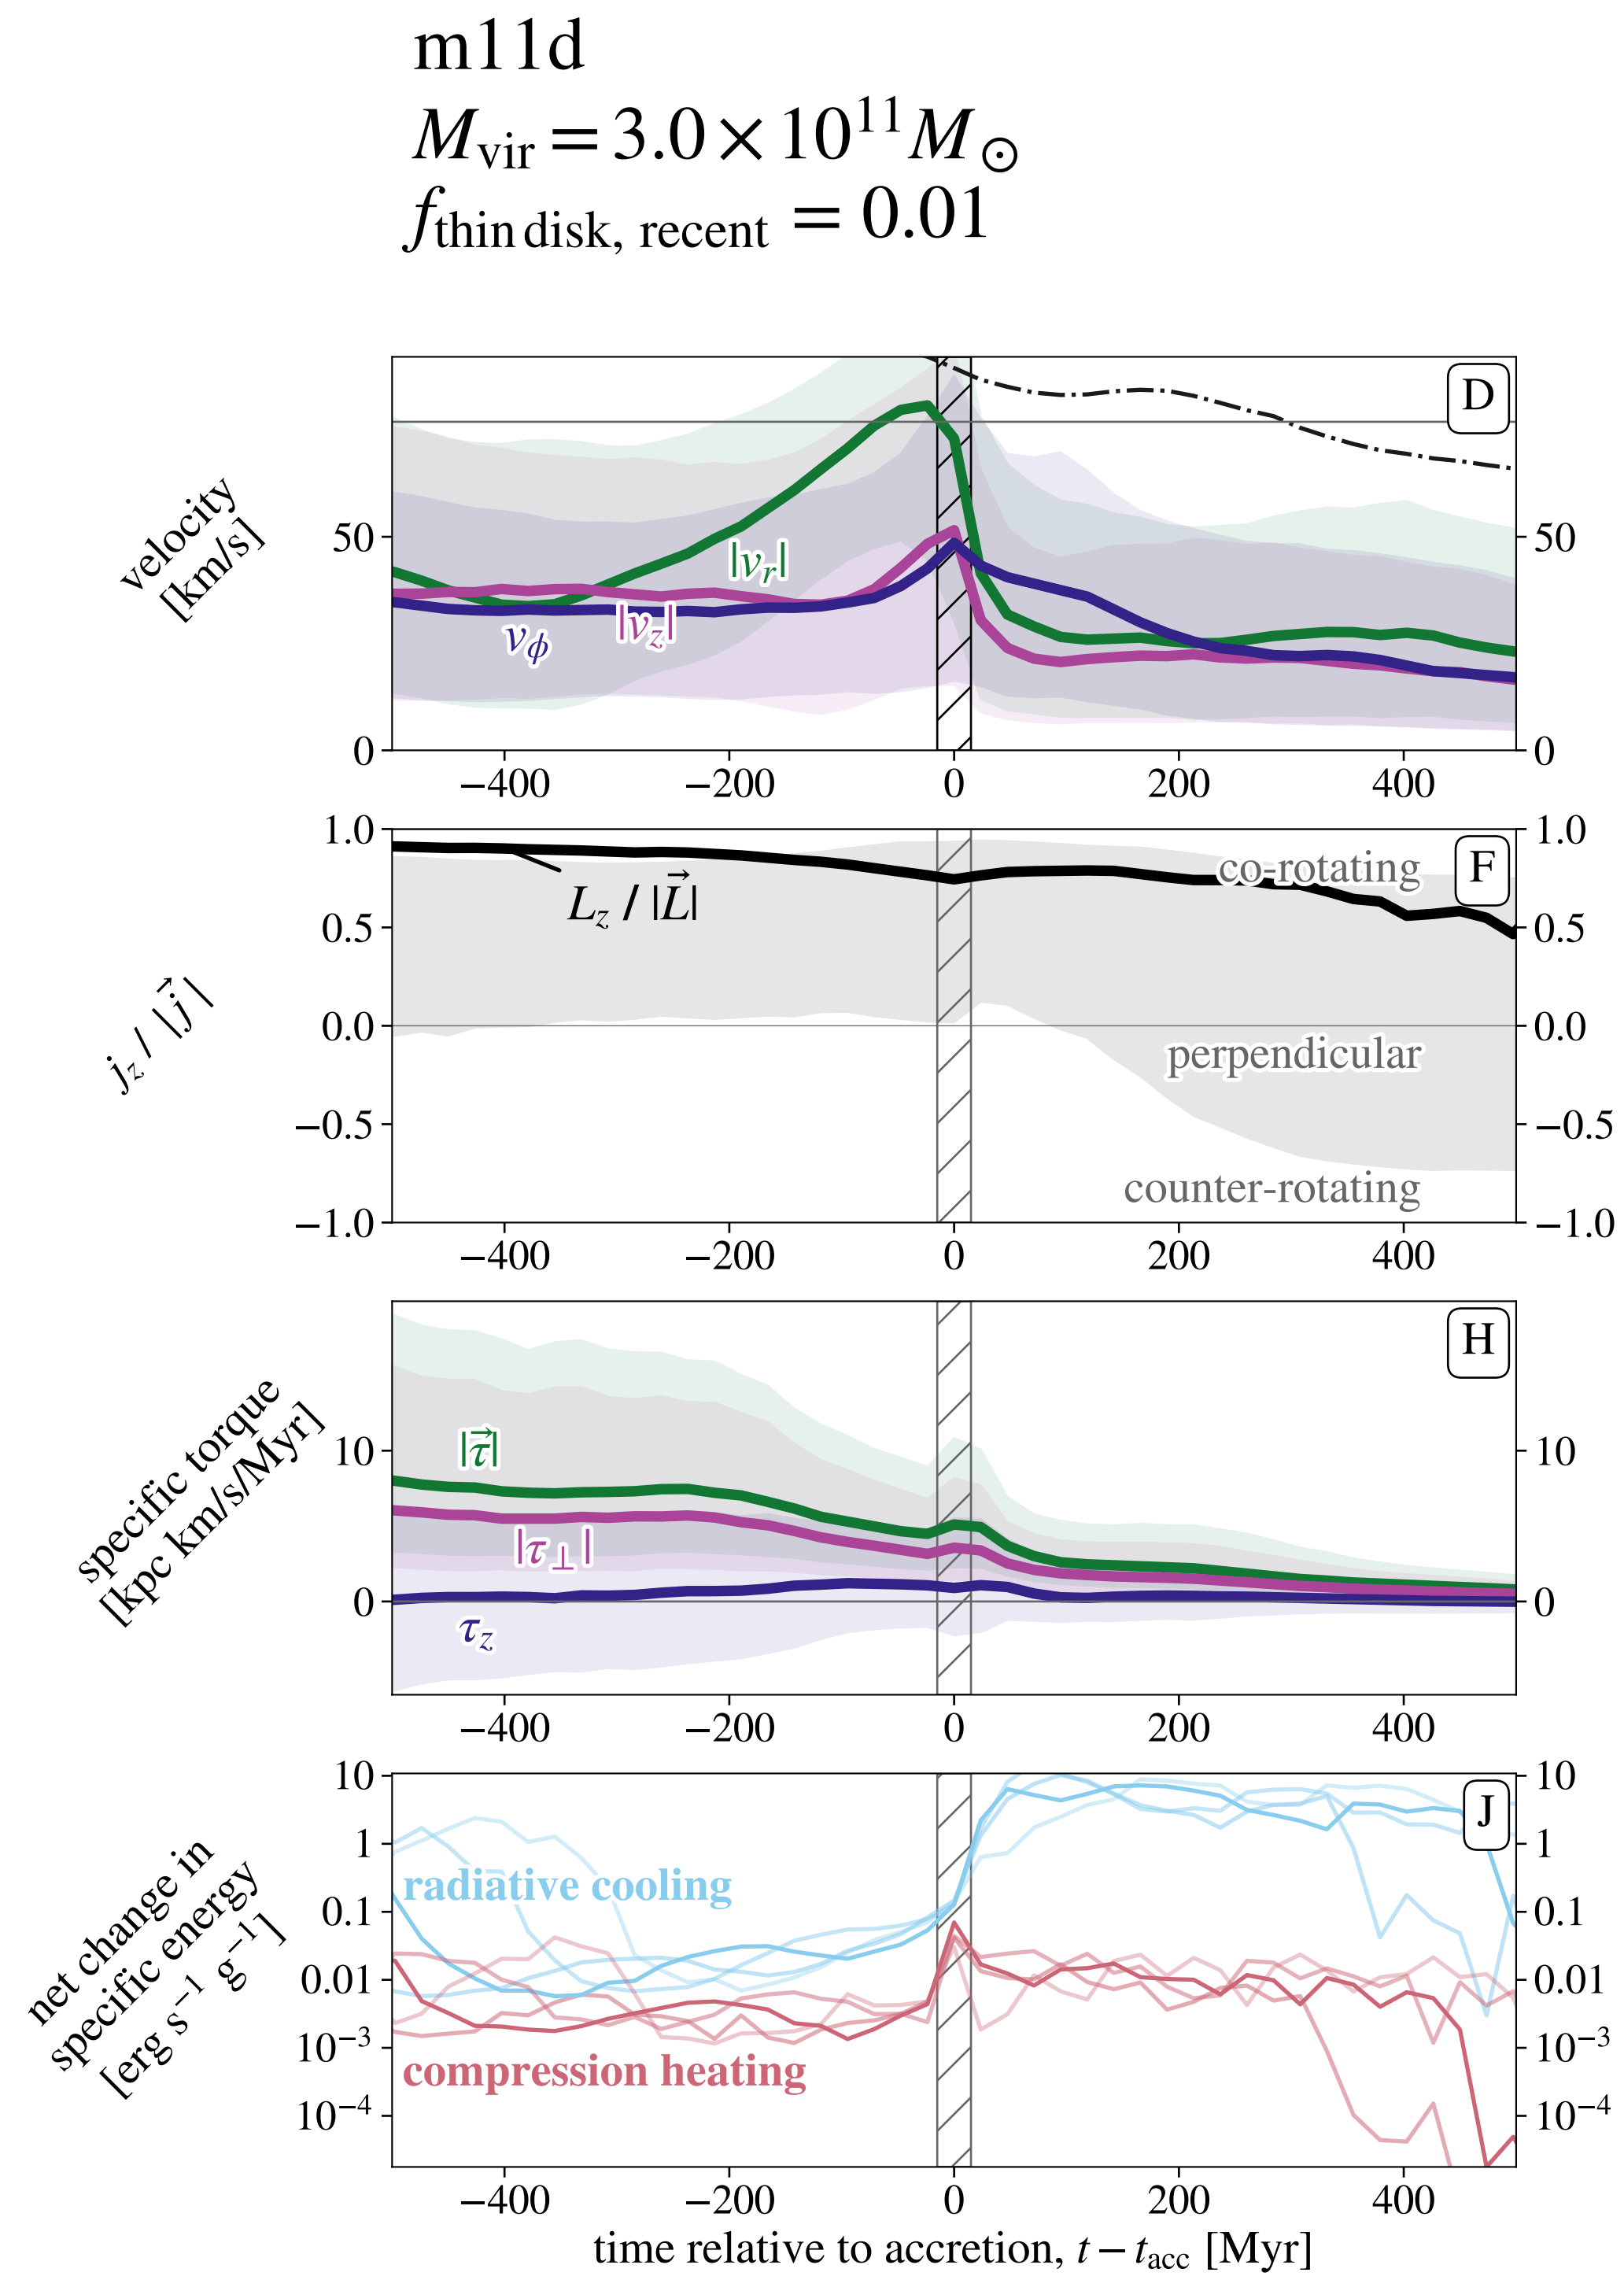 m11d
M_vir = 3.0 × 10^11 M_⊙
f_thin disk, recent = 0.01
D
velocity
[km/s]
50
0
50
0
|v_r|
|v_z|
v_ϕ
−400 −200 0 200 400
F
j_z / |j⃗|
1.0
0.5
0.0
−0.5
−1.0
1.0
0.5
0.0
−0.5
−1.0
L_z / |L⃗|
co-rotating
perpendicular
counter-rotating
−400 −200 0 200 400
H
specific torque
[kpc km/s/Myr]
10
0
10
0
|τ⃗|
|τ_⊥|
τ_z
−400 −200 0 200 400
J
net change in
specific energy
[erg s^−1 g^−1]
10
1
0.1
0.01
10^−3
10^−4
10
1
0.1
0.01
10^−3
10^−4
radiative cooling
compression heating
−400 −200 0 200 400
time relative to accretion, t − t_acc [Myr]